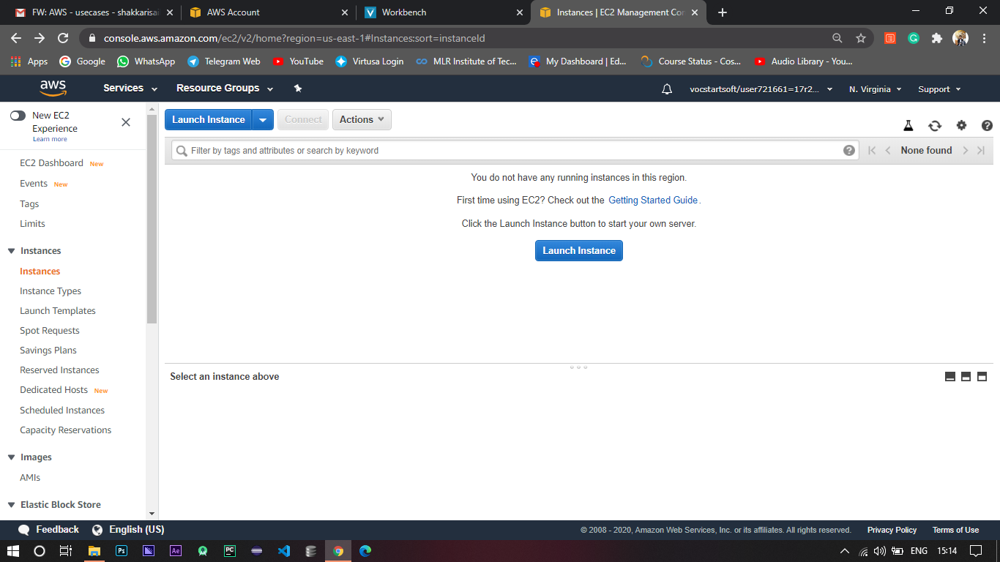 FW: AWS - usecases - shakkarisai
AWS Account
Workbench
Instances | EC2 Management Con
console.aws.amazon.com/ec2/v2/home?region=us-east-1#Instances:sort=instanceId
Apps
Google
WhatsApp
Telegram Web
YouTube
Virtusa Login
MLR Institute of Tec...
My Dashboard | Ed...
Course Status - Cos...
Audio Library - You...
aws
Services
Resource Groups
vocstartsoft/user721661=17r2...
N. Virginia
Support
New EC2
Experience
Learn more
EC2 Dashboard New
Events New
Tags
Limits
Instances
Instances
Instance Types
Launch Templates
Spot Requests
Savings Plans
Reserved Instances
Dedicated Hosts New
Scheduled Instances
Capacity Reservations
Images
AMIs
Elastic Block Store
Launch Instance
Connect
Actions
Filter by tags and attributes or search by keyword
None found
You do not have any running instances in this region.
First time using EC2? Check out the Getting Started Guide.
Click the Launch Instance button to start your own server.
Launch Instance
Select an instance above
Feedback
English (US)
© 2008 - 2020, Amazon Web Services, Inc. or its affiliates. All rights reserved.
Privacy Policy
Terms of Use
Ps
Ae
PC
ENG
15:14